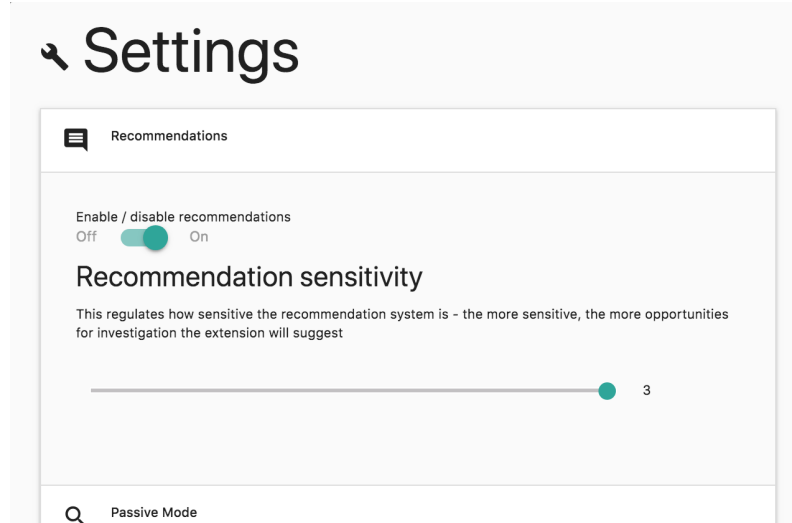 Settings
Recommendations
Enable / disable recommendations
Off On
Recommendation sensitivity
This regulates how sensitive the recommendation system is - the more sensitive, the more opportunities
for investigation the extension will suggest
3
Passive Mode